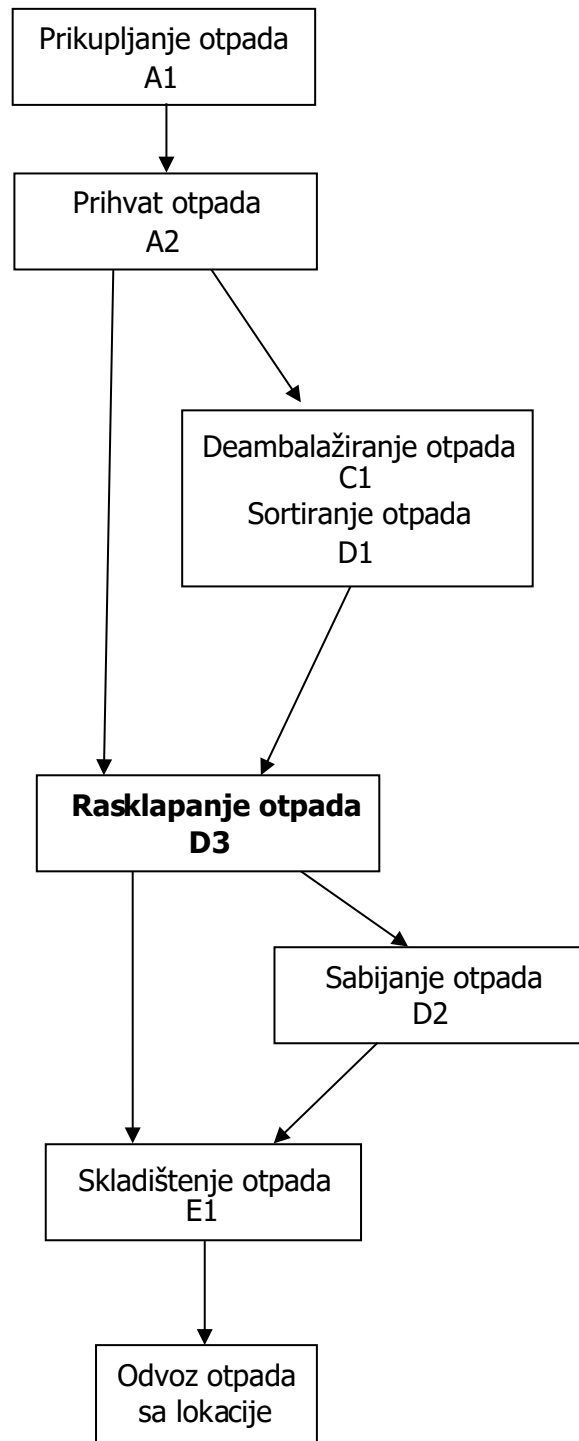 Prikupljanje otpada
A1
Prihvat otpada
A2
Deambalažiranje otpada
C1
Sortiranje otpada
D1
Rasklapanje otpada
D3
Sabijanje otpada
D2
Skladištenje otpada
E1
Odvoz otpada
sa lokacije